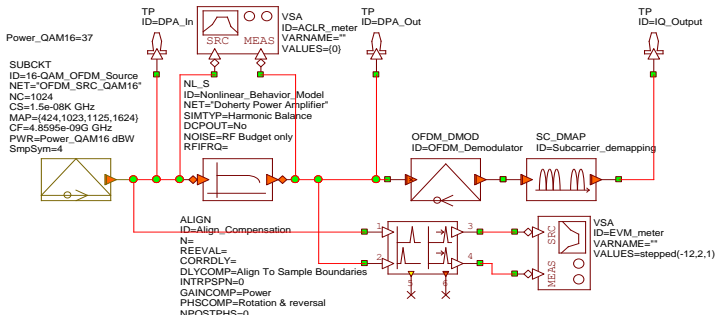 TP
ID=DPA_In
VSA
ID=ACLR_meter
VARNAME=""
VALUES={0}
SRC MEAS
TP
ID=DPA_Out
TP
ID=IQ_Output
Power_QAM16=37
SUBCKT
ID=16-QAM_OFDM_Source
NET="OFDM_SRC_QAM16"
NC=1024
CS=1.5e-08K GHz
MAP={424,1023,1125,1624}
CF=4.8595e-09G GHz
PWR=Power_QAM16 dBW
SmpSym=4
NL_S
ID=Nonlinear_Behavior_Model
NET="Doherty Power Amplifier"
SIMTYP=Harmonic Balance
DCPOUT=No
NOISE=RF Budget only
RFIFRQ=
OFDM_DMOD
ID=OFDM_Demodulator
SC_DMAP
ID=Subcarrier_demapping
ALIGN
ID=Align_Compensation
N=
REEVAL=
CORRDLY=
DLYCOMP=Align To Sample Boundaries
INTRPSPN=0
GAINCOMP=Power
PHSCOMP=Rotation & reversal
NPOSTPHS=0
1
2
3
4
5
6
SRC
MEAS
VSA
ID=EVM_meter
VARNAME=""
VALUES=stepped(-12,2,1)